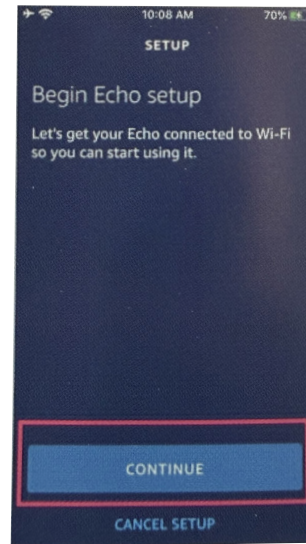 10:08 AM
70%
SETUP
Begin Echo setup
Let's get your Echo connected to Wi-Fi
so you can start using it.
CONTINUE
CANCEL SETUP